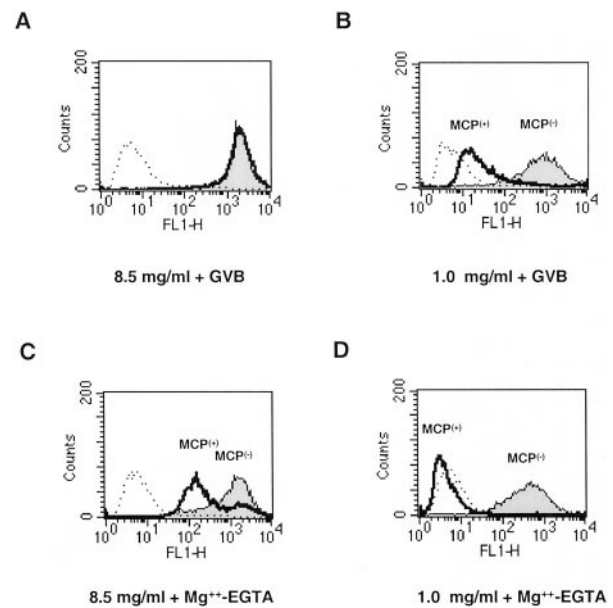 A
200
Counts
0
10⁰ 10¹ 10² 10³ 10⁴
FL1-H
8.5 mg/ml + GVB
B
200
MCP⁽⁺⁾ MCP⁽⁻⁾
Counts
0
10⁰ 10¹ 10² 10³ 10⁴
FL1-H
1.0 mg/ml + GVB
C
200
MCP⁽⁺⁾
MCP⁽⁻⁾
Counts
0
10⁰ 10¹ 10² 10³ 10⁴
FL1-H
8.5 mg/ml + Mg⁺⁺-EGTA
D
200
MCP⁽⁺⁾
MCP⁽⁻⁾
Counts
0
10⁰ 10¹ 10² 10³ 10⁴
FL1-H
1.0 mg/ml + Mg⁺⁺-EGTA